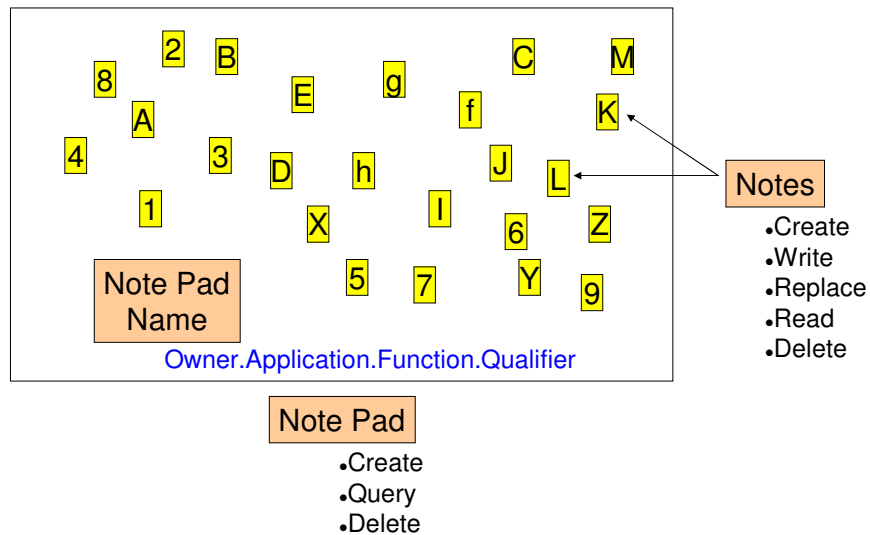 2
B
C
M
8
g
E
A
f
K
4
3
D
h
J
L
Notes
1
X
I
6
Z
•Create
•Write
•Replace
•Read
•Delete
5
7
Y
9
Note Pad
Name
Owner.Application.Function.Qualifier
Note Pad
•Create
•Query
•Delete